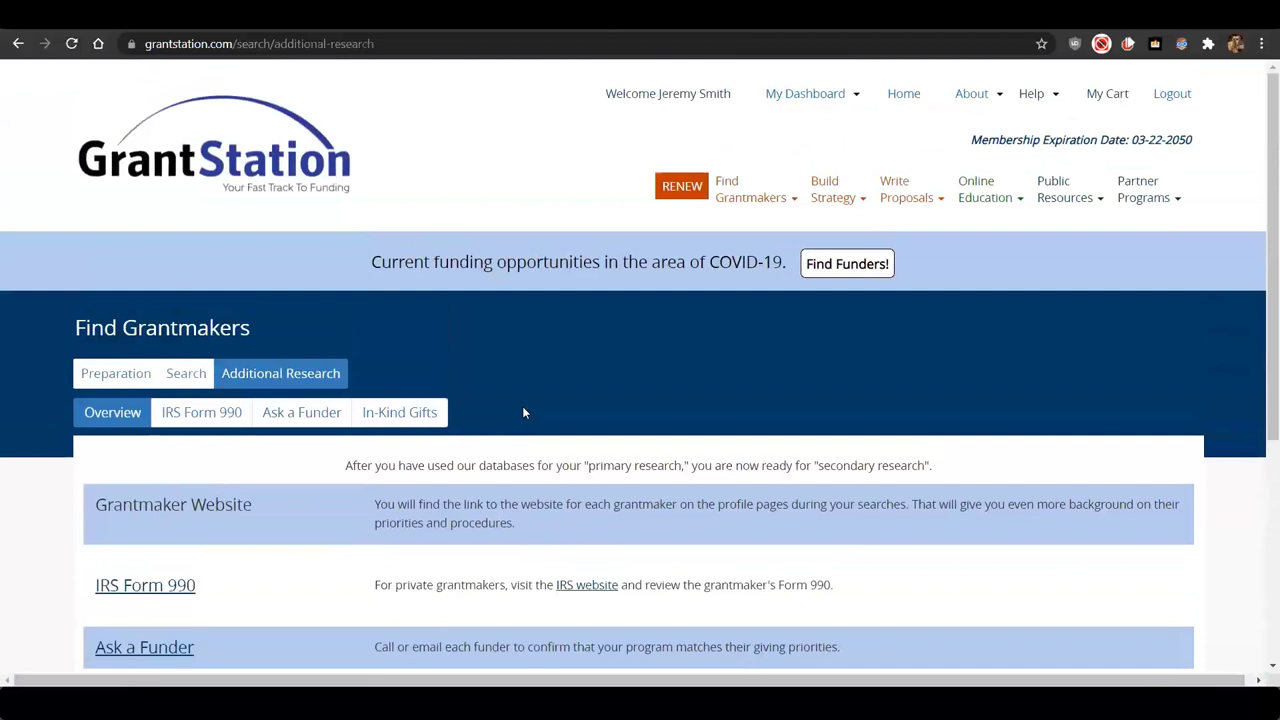 grantstation.com/search/additional-research
Welcome Jeremy Smith
My Dashboard
Home
About
Help
My Cart
Logout
GrantStation
Your Fast Track To Funding
Membership Expiration Date: 03-22-2050
RENEW
Find Grantmakers
Build Strategy
Write Proposals
Online Education
Public Resources
Partner Programs
Current funding opportunities in the area of COVID-19.
Find Funders!
Find Grantmakers
Preparation
Search
Additional Research
Overview
IRS Form 990
Ask a Funder
In-Kind Gifts
After you have used our databases for your "primary research," you are now ready for "secondary research".
Grantmaker Website
You will find the link to the website for each grantmaker on the profile pages during your searches. That will give you even more background on their
priorities and procedures.
IRS Form 990
For private grantmakers, visit the IRS website and review the grantmaker's Form 990.
Ask a Funder
Call or email each funder to confirm that your program matches their giving priorities.